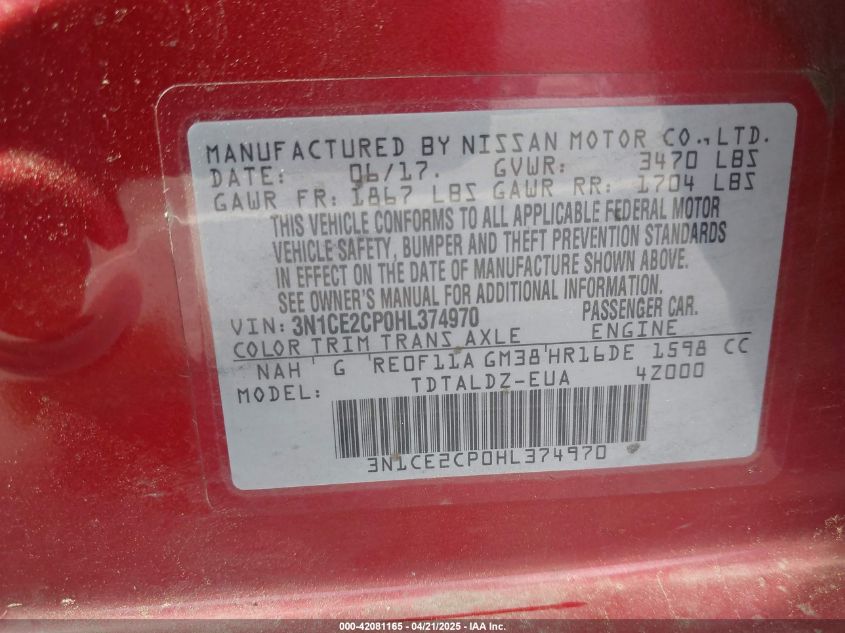 MANUFACTURED BY NISSAN MOTOR CO.,LTD.
DATE: 06/17. GVWR: 3470 LBS
GAWR FR: 1867 LBS GAWR RR: 1704 LBS
THIS VEHICLE CONFORMS TO ALL APPLICABLE FEDERAL MOTOR
VEHICLE SAFETY, BUMPER AND THEFT PREVENTION STANDARDS
IN EFFECT ON THE DATE OF MANUFACTURE SHOWN ABOVE.
SEE OWNER'S MANUAL FOR ADDITIONAL INFORMATION.
VIN: 3N1CE2CP0HL374970 PASSENGER CAR.
COLOR TRIM TRANS AXLE ENGINE
NAH G RE0F11A GM38 HR16DE 1598 CC
MODEL: TDTALDZ-EUA 4Z000
3N1CE2CP0HL374970
000-42081165 - 04/21/2025 - IAA Inc.